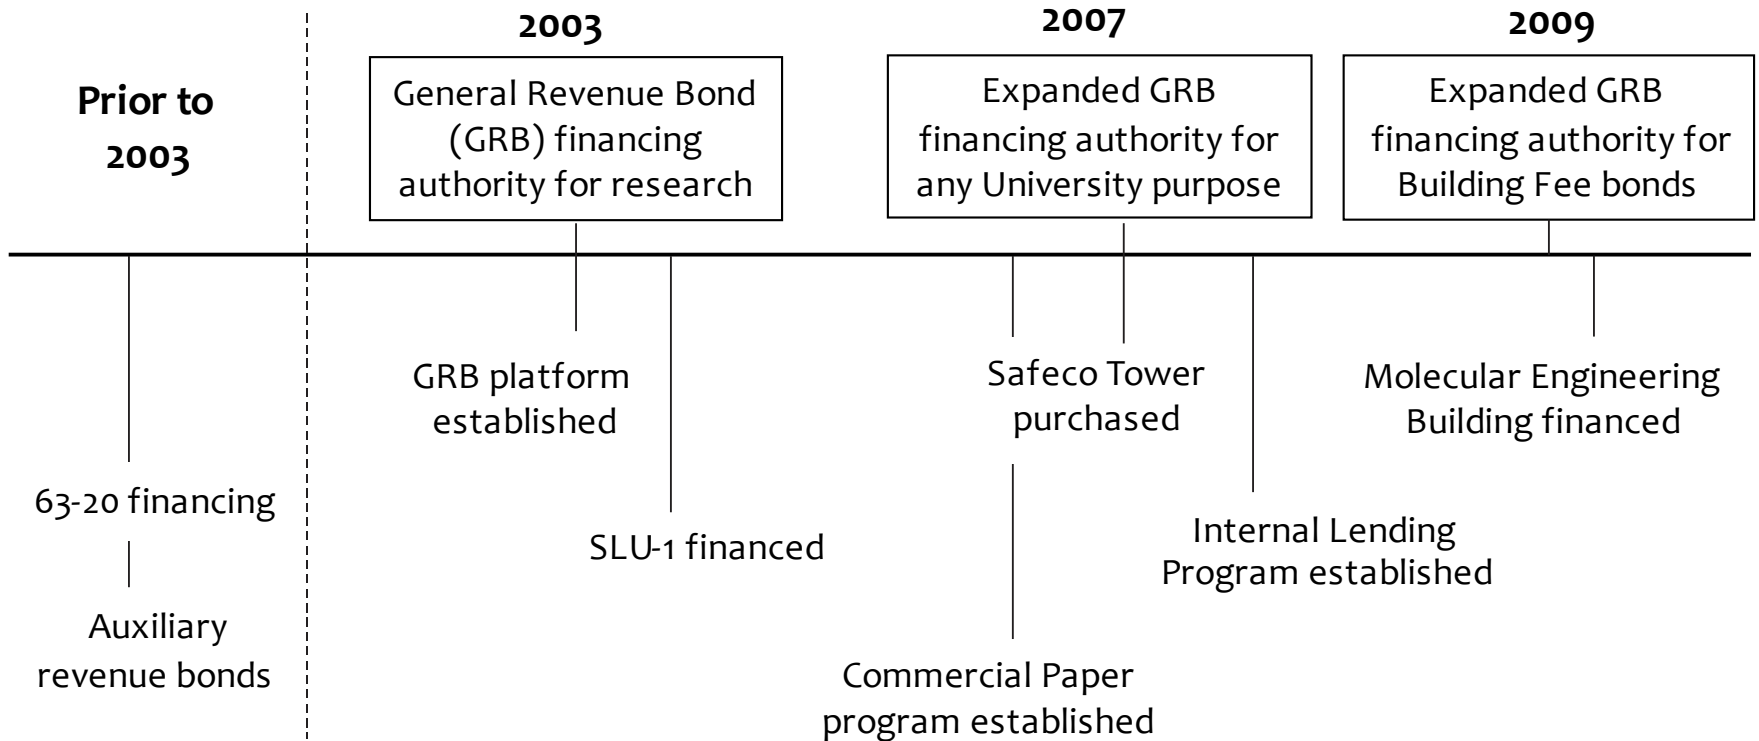 Prior to
2003
2003
General Revenue Bond
(GRB) financing
authority for research
2007
Expanded GRB
financing authority for
any University purpose
2009
Expanded GRB
financing authority for
Building Fee bonds
63-20 financing
Auxiliary
revenue bonds
GRB platform
established
SLU-1 financed
Safeco Tower
purchased
Commercial Paper
program established
Internal Lending
Program established
Molecular Engineering
Building financed